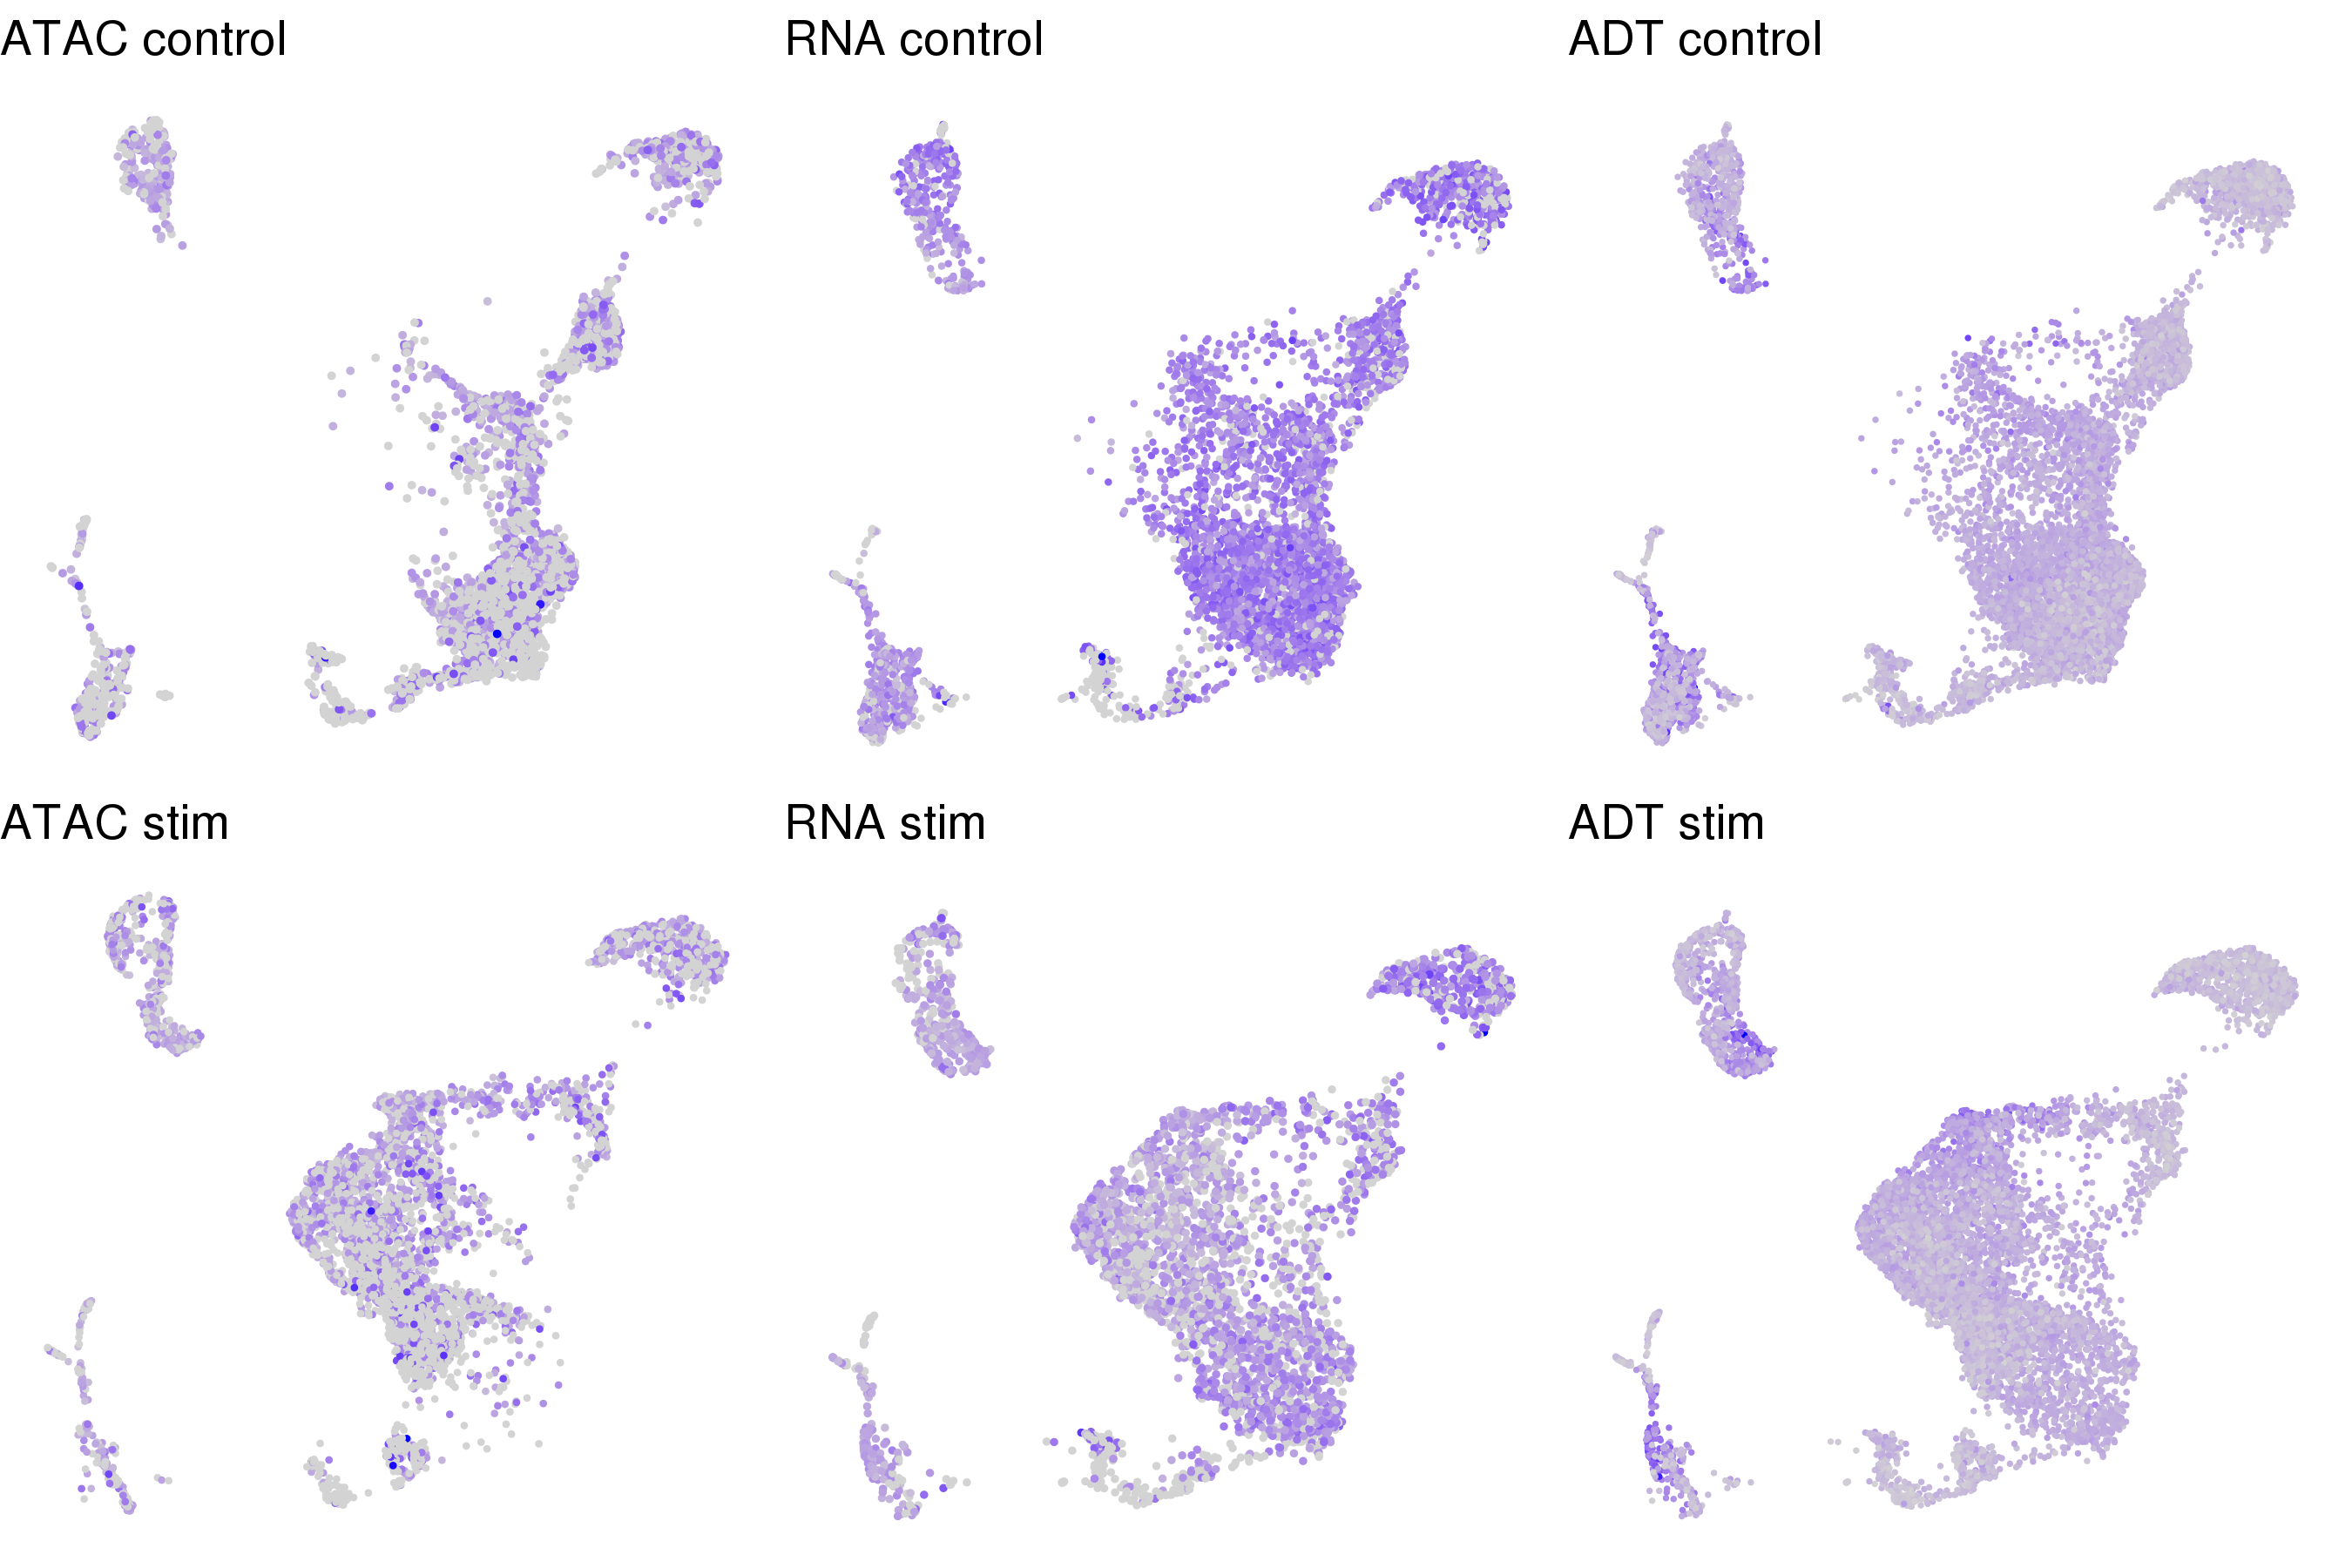 ATAC control
RNA control
ADT control
ATAC stim
RNA stim
ADT stim